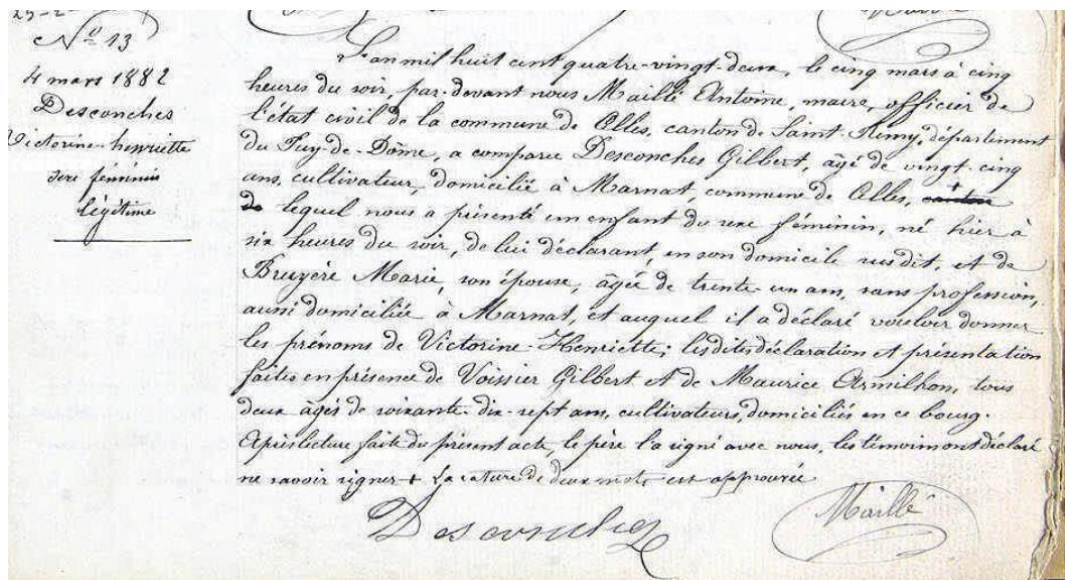 Nº 13
4 mars 1882
Desconches
Victorine-henriette
sexe féminin
légitime
L'an mil huit cent quatre-vingt-deux, le cinq mars à cinq
heures du soir, par-devant nous Maillé Antoine, maire, officier de
l'état civil de la commune de Olles, canton de Saint-Rémy, département
du Puy-de-Dôme, a comparu Desconches Gilbert, âgé de vingt-cinq
ans, cultivateur, domicilié à Marnat, commune de Olles, + canton
de lequel nous a présenté un enfant du sexe féminin, né hier à
six heures du soir, de lui déclarant, en son domicile susdit, et de
Bruyère Marie, son épouse, âgée de trente-un ans, sans profession,
aussi domiciliée à Marnat, et auquel il a déclaré vouloir donner
les prénoms de Victorine-Henriette; lesdites déclaration et présentation
faites en présence de Voissier Gilbert et de Maurice Armilhon, tous
deux âgés de soixante-dix-sept ans, cultivateurs, domiciliés en ce bourg.
Après lecture faite du présent acte, le père l'a signé avec nous, les témoins ont déclaré
ne savoir signer + La rature de deux mots est approuvée
Desconches
Maillé